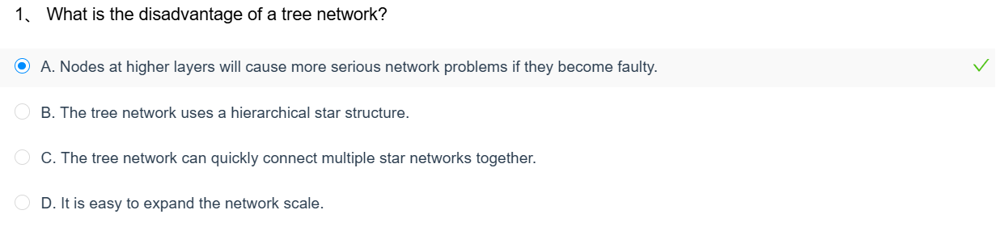 1、 What is the disadvantage of a tree network?
A. Nodes at higher layers will cause more serious network problems if they become faulty.
B. The tree network uses a hierarchical star structure.
C. The tree network can quickly connect multiple star networks together.
D. It is easy to expand the network scale.